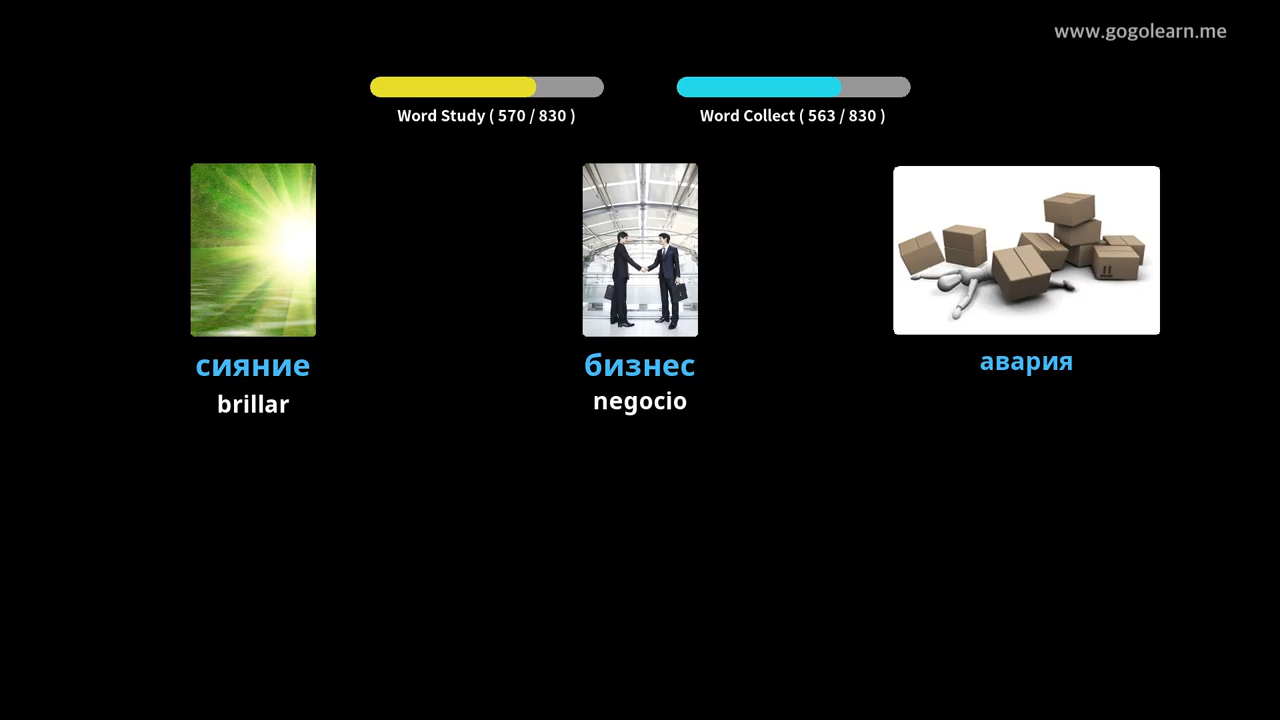 www.gogolearn.me
Word Study ( 570 / 830 )
Word Collect ( 563 / 830 )
сияние
brillar
бизнес
negocio
авария